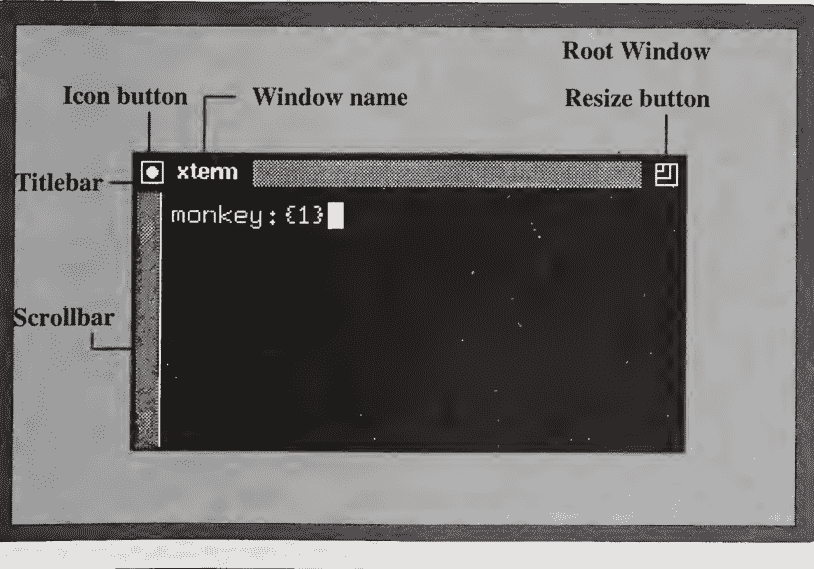 Root Window
Icon button
Window name
Resize button
Titlebar
xterm
monkey:{1}
Scrollbar